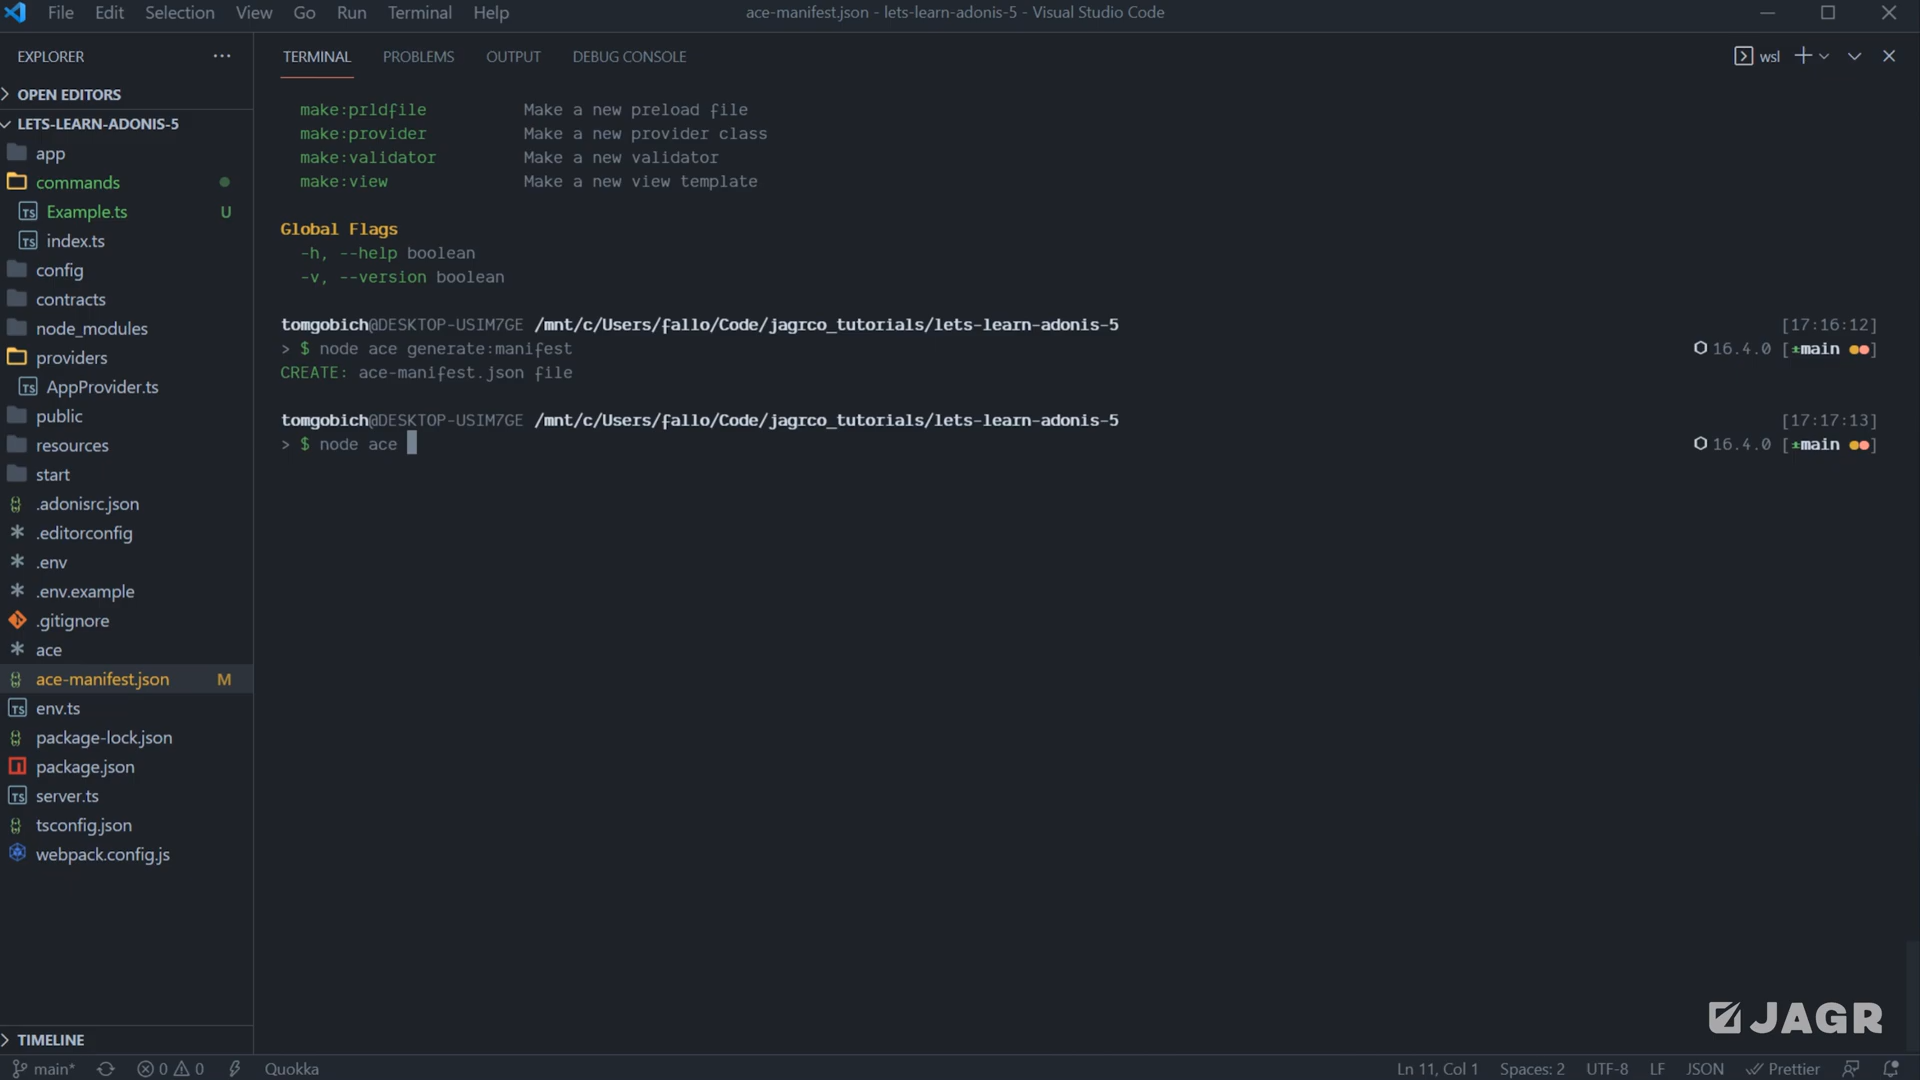 File Edit Selection View Go Run Terminal Help
ace-manifest.json - lets-learn-adonis-5 - Visual Studio Code
EXPLORER
OPEN EDITORS
LETS-LEARN-ADONIS-5
app
commands
TS Example.ts U
TS index.ts
config
contracts
node_modules
providers
TS AppProvider.ts
public
resources
start
.adonisrc.json
.editorconfig
.env
.env.example
.gitignore
ace
ace-manifest.json M
TS env.ts
package-lock.json
package.json
TS server.ts
tsconfig.json
webpack.config.js
TIMELINE
TERMINAL PROBLEMS OUTPUT DEBUG CONSOLE
wsl
make:prldfile Make a new preload file
make:provider Make a new provider class
make:validator Make a new validator
make:view Make a new view template
Global Flags
-h, --help boolean
-v, --version boolean
tomgobich@DESKTOP-USIM7GE /mnt/c/Users/fallo/Code/jagrco_tutorials/lets-learn-adonis-5 [17:16:12]
> $ node ace generate:manifest 16.4.0 [±main ●●]
CREATE: ace-manifest.json file
tomgobich@DESKTOP-USIM7GE /mnt/c/Users/fallo/Code/jagrco_tutorials/lets-learn-adonis-5 [17:17:13]
> $ node ace 16.4.0 [±main ●●]
JAGR
main* 0 0 Quokka Ln 11, Col 1 Spaces: 2 UTF-8 LF JSON Prettier